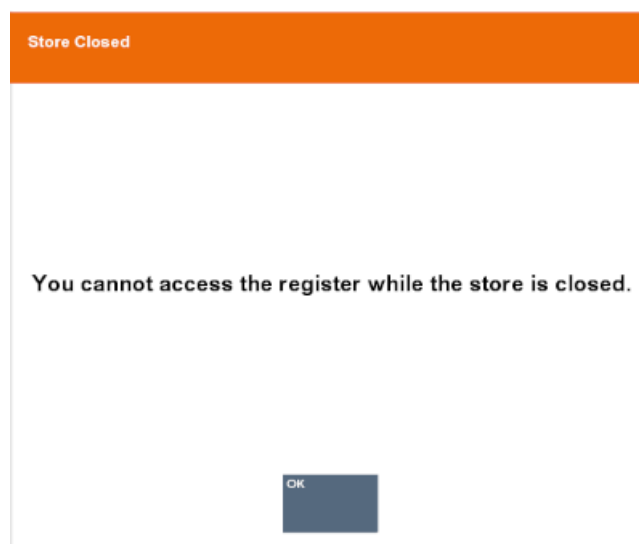 Store Closed
You cannot access the register while the store is closed.
OK